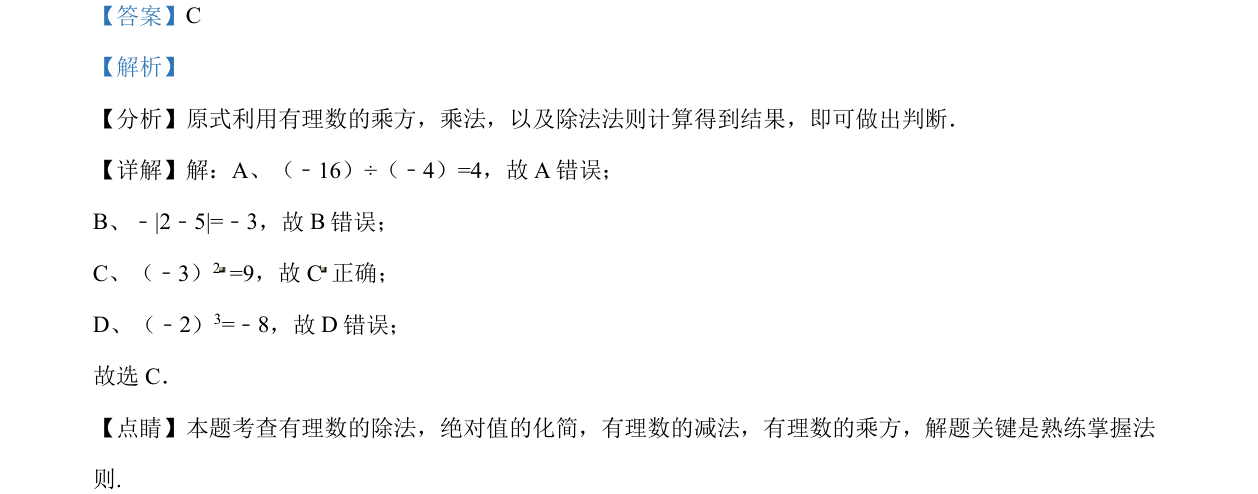 【答案】C
【解析】
【分析】原式利用有理数的乘方，乘法，以及除法法则计算得到结果，即可做出判断．
【详解】解：A、（﹣16）÷（﹣4）=4，故 A 错误；
B、﹣|2﹣5|=﹣3，故 B 错误；
C、（﹣3）²=9，故 C 正确；
D、（﹣2）³=﹣8，故 D 错误；
故选 C．
【点睛】本题考查有理数的除法，绝对值的化简，有理数的减法，有理数的乘方，解题关键是熟练掌握法
则.